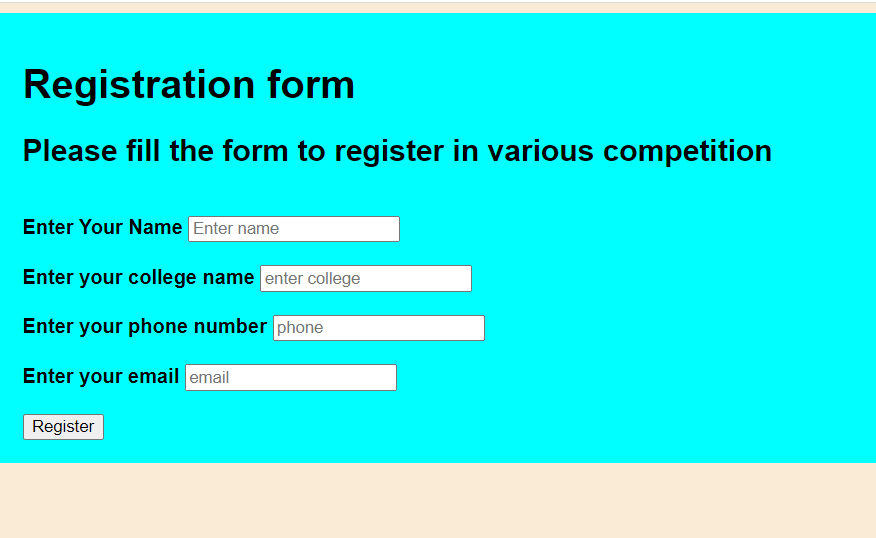 Registration form
Please fill the form to register in various competition
Enter Your Name Enter name
Enter your college name enter college
Enter your phone number phone
Enter your email email
Register